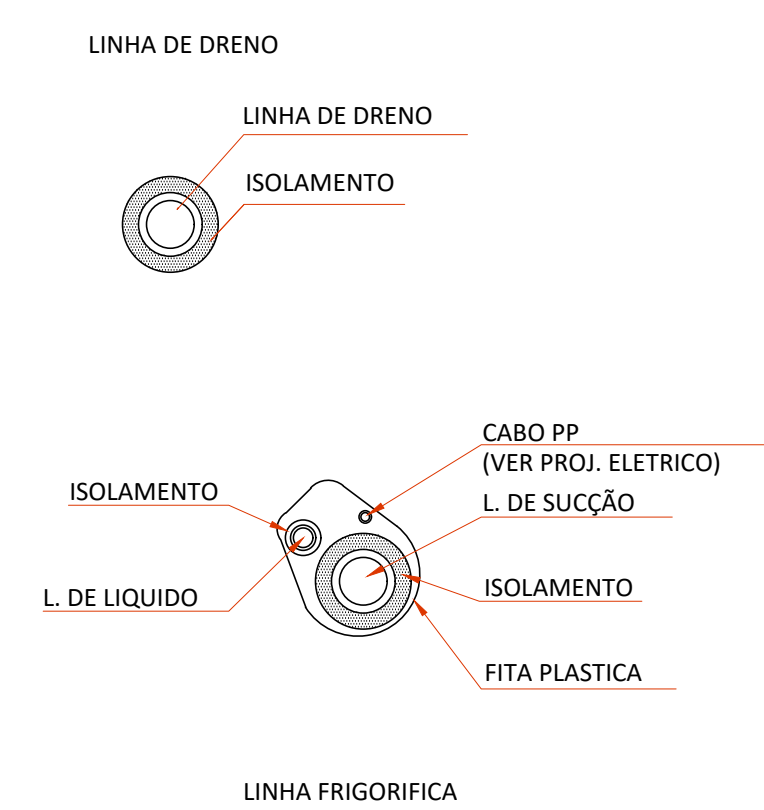 LINHA DE DRENO
LINHA DE DRENO
ISOLAMENTO
CABO PP
(VER PROJ. ELETRICO)
ISOLAMENTO
L. DE SUCÇÃO
L. DE LIQUIDO
ISOLAMENTO
FITA PLASTICA
LINHA FRIGORIFICA